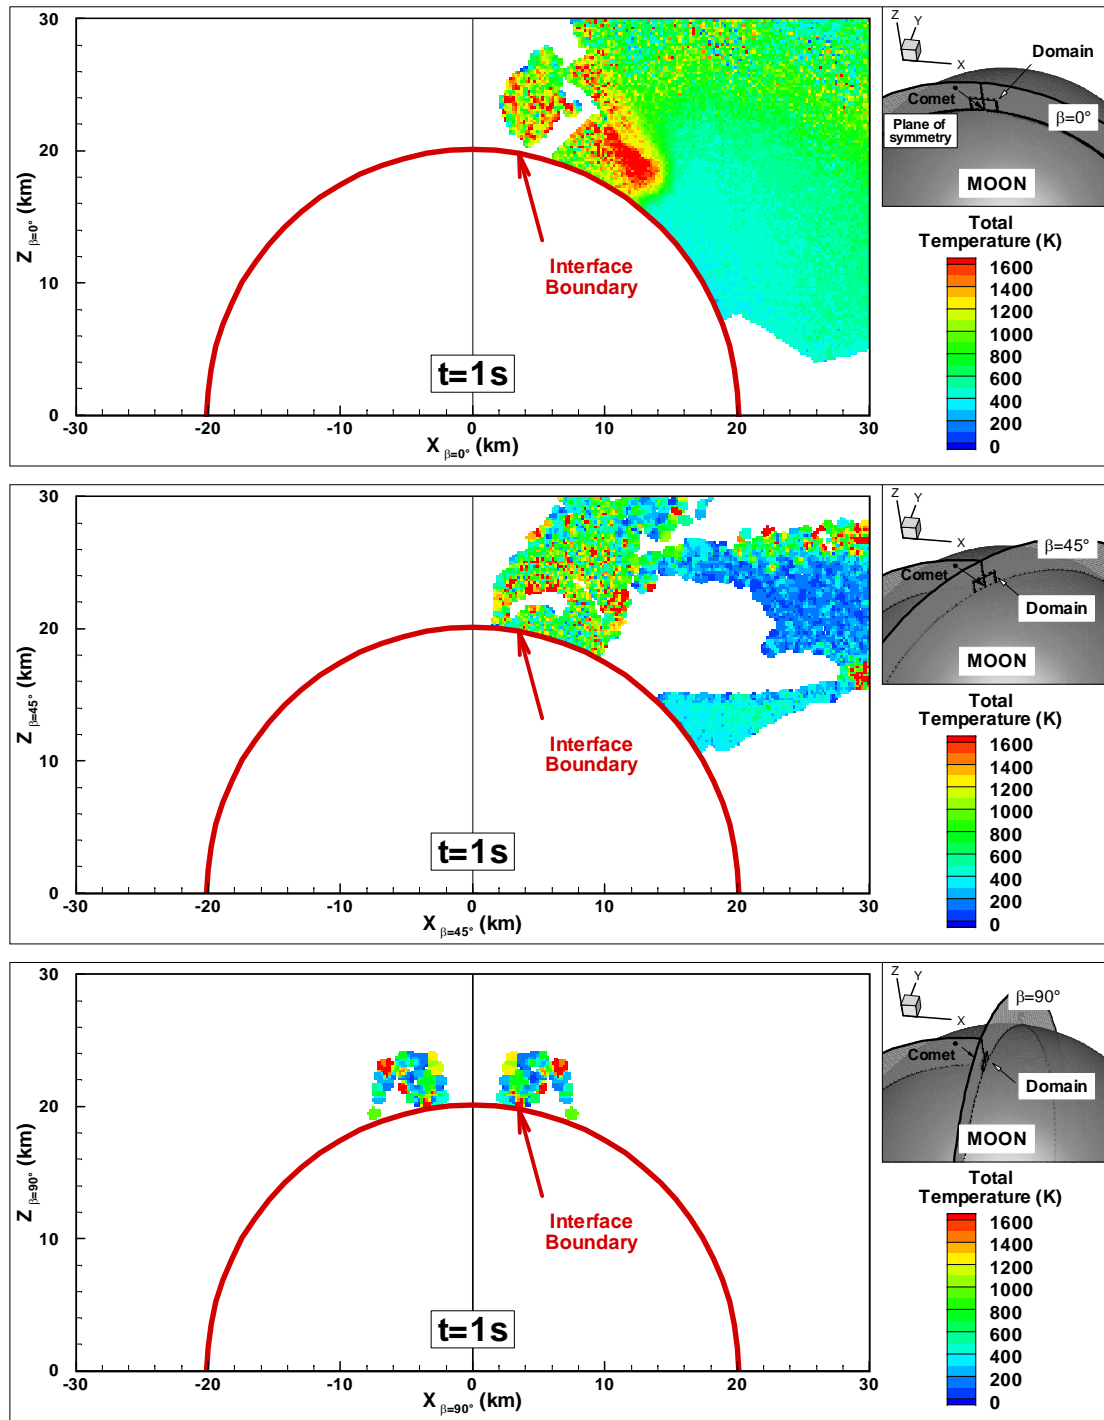 30
20
10
0
-30
-20
-10
0
10
20
30
Z β=0° (km)
X β=0° (km)
Interface
Boundary
t=1s
Z
Y
X
Domain
Comet
β=0°
Plane of
symmetry
MOON
Total
Temperature (K)
1600
1400
1200
1000
800
600
400
200
0
30
20
10
0
-30
-20
-10
0
10
20
30
Z β=45° (km)
X β=45° (km)
Interface
Boundary
t=1s
Z
Y
X
β=45°
Comet
Domain
MOON
Total
Temperature (K)
1600
1400
1200
1000
800
600
400
200
0
30
20
10
0
-30
-20
-10
0
10
20
30
Z β=90° (km)
X β=90° (km)
Interface
Boundary
t=1s
Z
Y
X
β=90°
Comet
Domain
MOON
Total
Temperature (K)
1600
1400
1200
1000
800
600
400
200
0